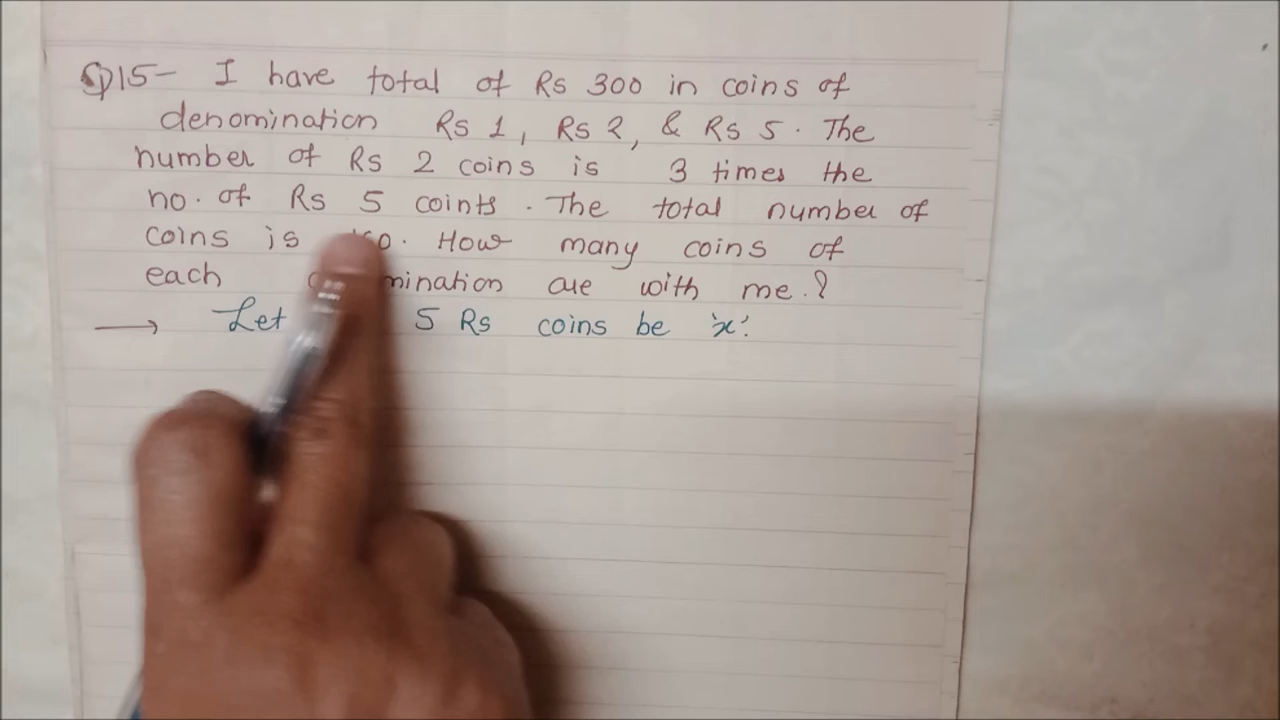 Q15- I have total of Rs 300 in coins of
denomination Rs 1, Rs 2, & Rs 5. The
number of Rs 2 coins is 3 times the
no. of Rs 5 coints. The total number of
coins is How many coins of
each are with me.?
→ Let 5 Rs coins be 'x'.